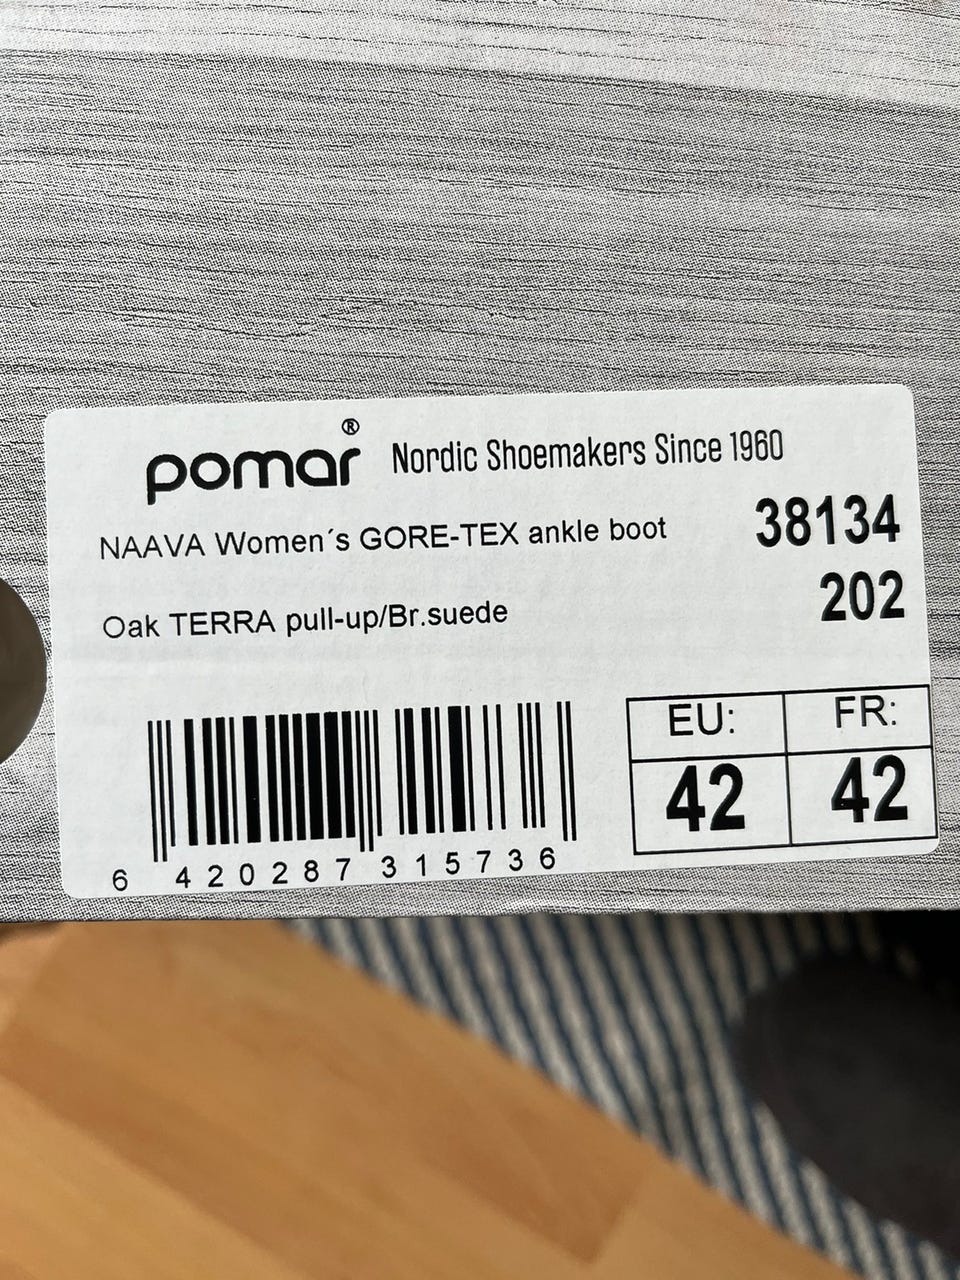 pomar® Nordic Shoemakers Since 1960
NAAVA Women´s GORE-TEX ankle boot 38134
Oak TERRA pull-up/Br.suede 202
EU: FR:
42 42
6 420287 315736